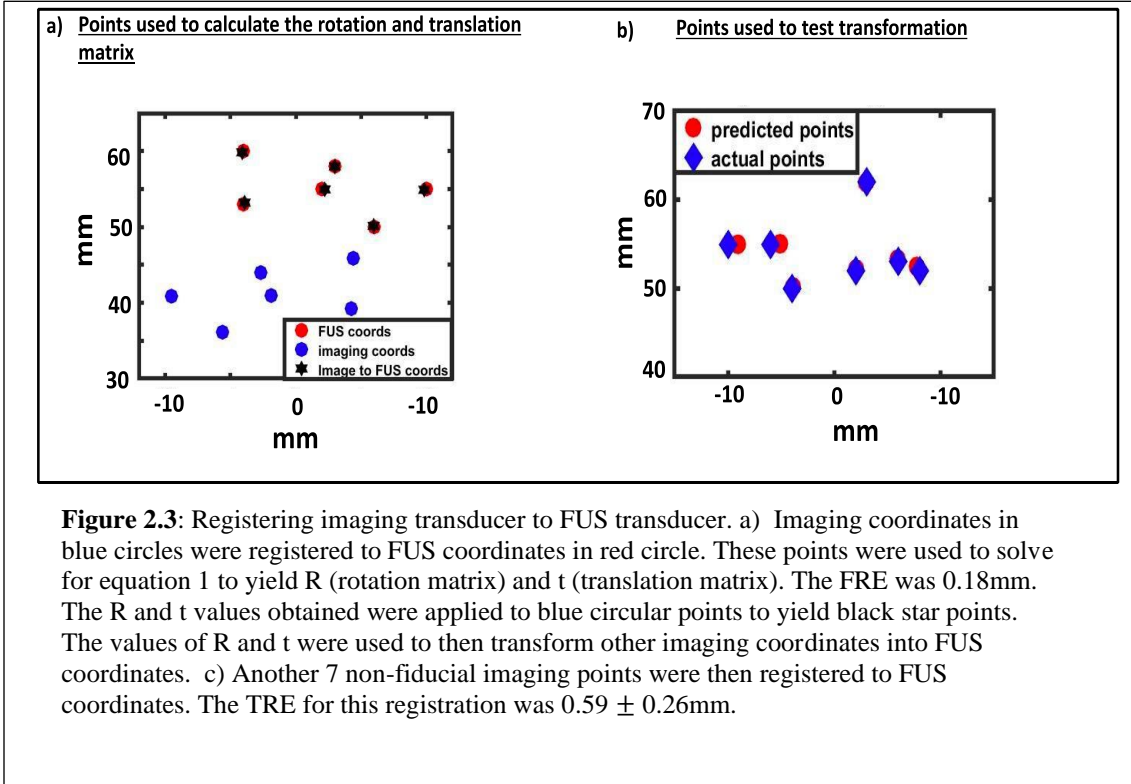 a) Points used to calculate the rotation and translation
matrix
60
50
40
30
mm
-10 0 -10
mm
FUS coords
imaging coords
Image to FUS coords
b) Points used to test transformation
70
60
50
40
mm
-10 0 -10
mm
predicted points
actual points
Figure 2.3: Registering imaging transducer to FUS transducer. a) Imaging coordinates in
blue circles were registered to FUS coordinates in red circle. These points were used to solve
for equation 1 to yield R (rotation matrix) and t (translation matrix). The FRE was 0.18mm.
The R and t values obtained were applied to blue circular points to yield black star points.
The values of R and t were used to then transform other imaging coordinates into FUS
coordinates. c) Another 7 non-fiducial imaging points were then registered to FUS
coordinates. The TRE for this registration was 0.59 ± 0.26mm.